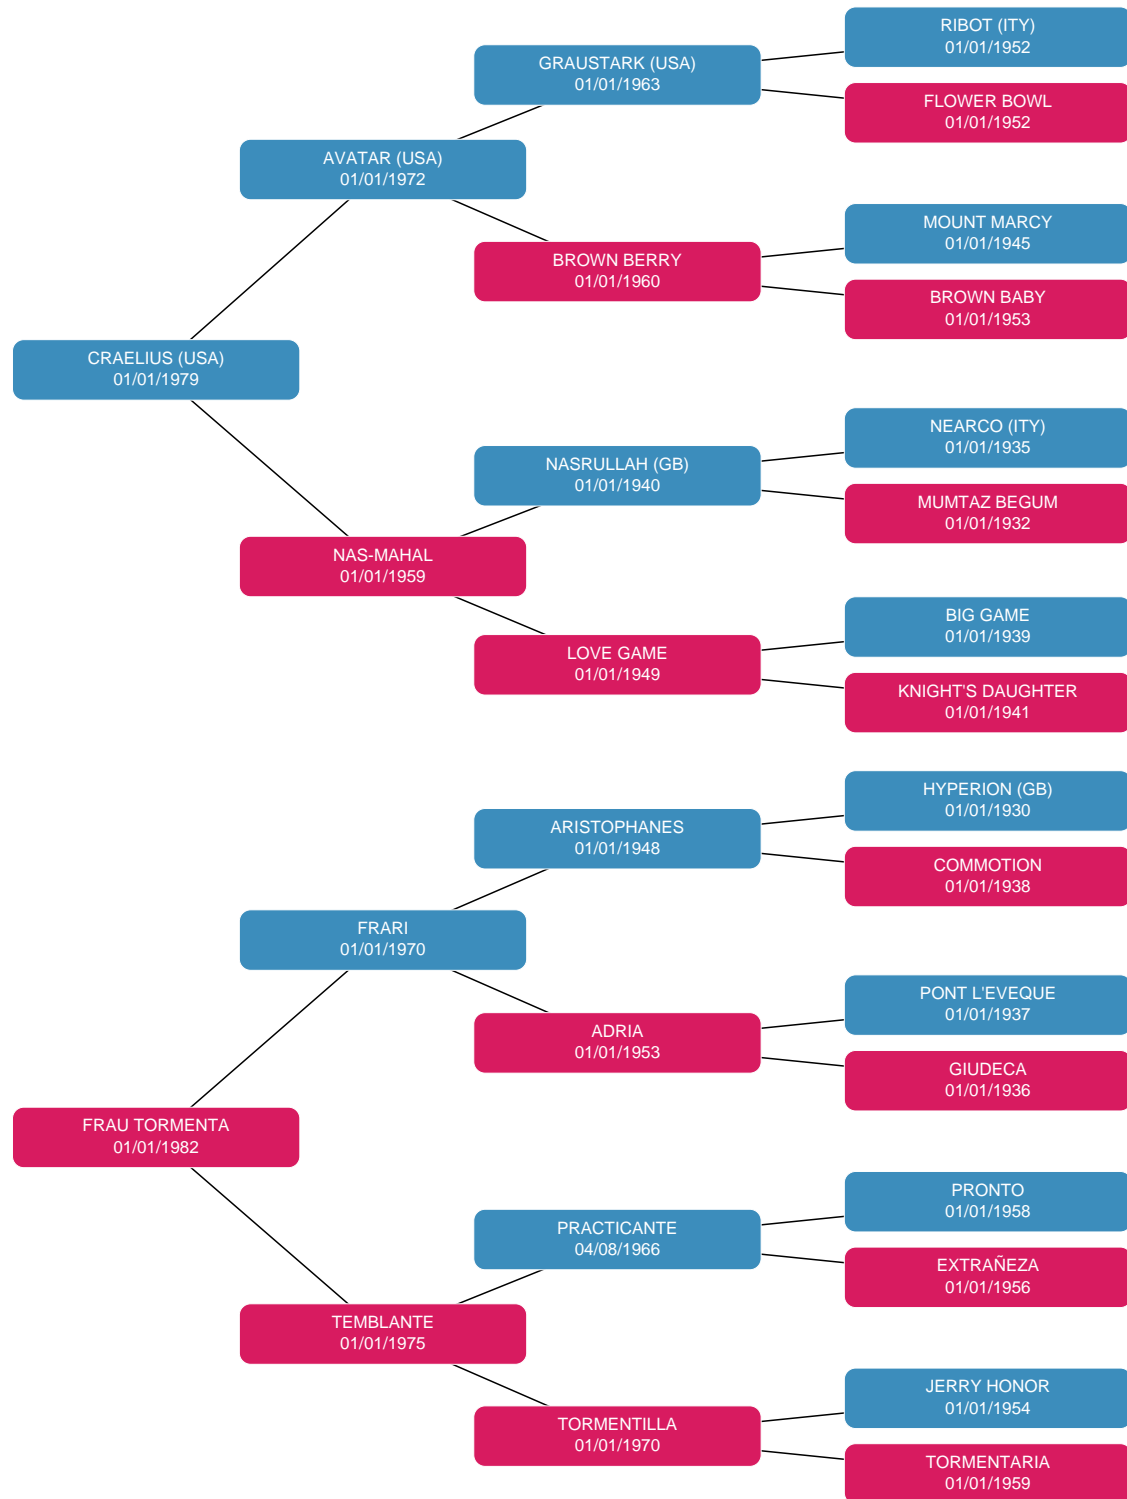 RIBOT (ITY)
01/01/1952
GRAUSTARK (USA)
01/01/1963
FLOWER BOWL
01/01/1952
AVATAR (USA)
01/01/1972
MOUNT MARCY
01/01/1945
BROWN BERRY
01/01/1960
BROWN BABY
01/01/1953
CRAELIUS (USA)
01/01/1979
NEARCO (ITY)
01/01/1935
NASRULLAH (GB)
01/01/1940
MUMTAZ BEGUM
01/01/1932
NAS-MAHAL
01/01/1959
BIG GAME
01/01/1939
LOVE GAME
01/01/1949
KNIGHT'S DAUGHTER
01/01/1941
HYPERION (GB)
01/01/1930
ARISTOPHANES
01/01/1948
COMMOTION
01/01/1938
FRARI
01/01/1970
PONT L'EVEQUE
01/01/1937
ADRIA
01/01/1953
GIUDECA
01/01/1936
FRAU TORMENTA
01/01/1982
PRONTO
01/01/1958
PRACTICANTE
04/08/1966
EXTRAÑEZA
01/01/1956
TEMBLANTE
01/01/1975
JERRY HONOR
01/01/1954
TORMENTILLA
01/01/1970
TORMENTARIA
01/01/1959